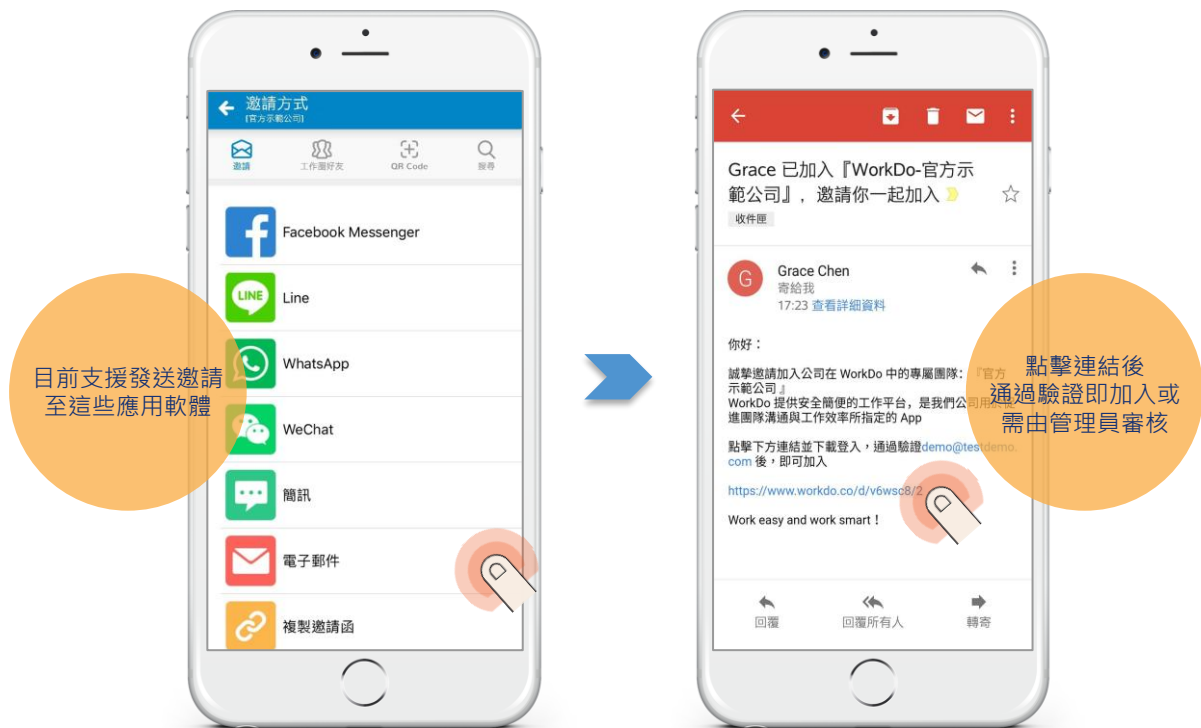 邀請方式
[官方示範公司]
邀請
工作圈好友
QR Code
搜尋
Facebook Messenger
LINE
Line
WhatsApp
WeChat
簡訊
電子郵件
複製邀請函
目前支援發送邀請
至這些應用軟體
Grace 已加入『WorkDo-官方示
範公司』, 邀請你一起加入
收件匣
G
Grace Chen
寄給我
17:23 查看詳細資料
你好：
誠摯邀請加入公司在 WorkDo 中的專屬團隊: 『官方
示範公司 』
WorkDo 提供安全簡便的工作平台，是我們公司用於促
進團隊溝通與工作效率所指定的 App
點擊下方連結並下載登入，通過驗證demo@testdemo.
com 後，即可加入
https://www.workdo.co/d/v6wsc8/2
Work easy and work smart！
回覆
回覆所有人
轉寄
點擊連結後
通過驗證即加入或
需由管理員審核